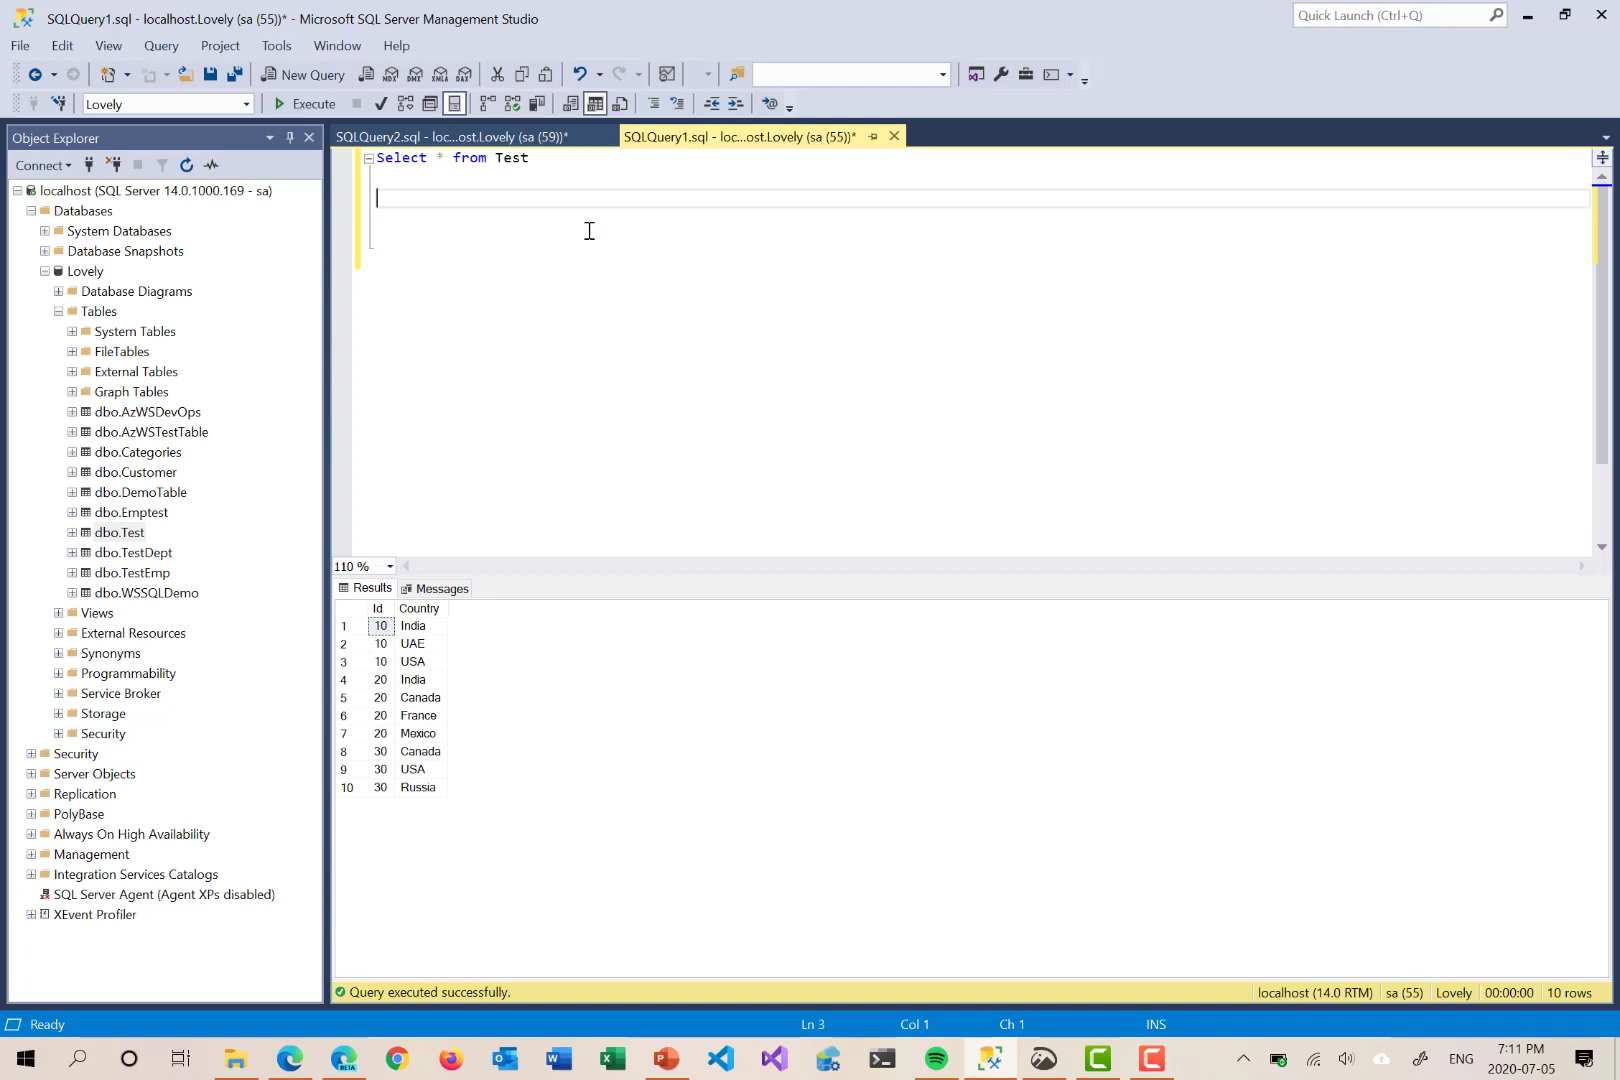 SQLQuery1.sql - localhost.Lovely (sa (55))* - Microsoft SQL Server Management Studio
Quick Launch (Ctrl+Q)
File Edit View Query Project Tools Window Help
New Query
MDX DMX XMLA DAX
Lovely
Execute
Object Explorer
SQLQuery2.sql - loc...ost.Lovely (sa (59))*
SQLQuery1.sql - loc...ost.Lovely (sa (55))*
Connect
localhost (SQL Server 14.0.1000.169 - sa)
Databases
System Databases
Database Snapshots
Lovely
Database Diagrams
Tables
System Tables
FileTables
External Tables
Graph Tables
dbo.AzWSDevOps
dbo.AzWSTestTable
dbo.Categories
dbo.Customer
dbo.DemoTable
dbo.Emptest
dbo.Test
dbo.TestDept
dbo.TestEmp
dbo.WSSQLDemo
Views
External Resources
Synonyms
Programmability
Service Broker
Storage
Security
Security
Server Objects
Replication
PolyBase
Always On High Availability
Management
Integration Services Catalogs
SQL Server Agent (Agent XPs disabled)
XEvent Profiler
Select * from Test
110 %
Results Messages
Id Country
1 10 India
2 10 UAE
3 10 USA
4 20 India
5 20 Canada
6 20 France
7 20 Mexico
8 30 Canada
9 30 USA
10 30 Russia
Query executed successfully.
localhost (14.0 RTM) sa (55) Lovely 00:00:00 10 rows
Ready
Ln 3 Col 1 Ch 1 INS
BETA
ENG
7:11 PM
2020-07-05